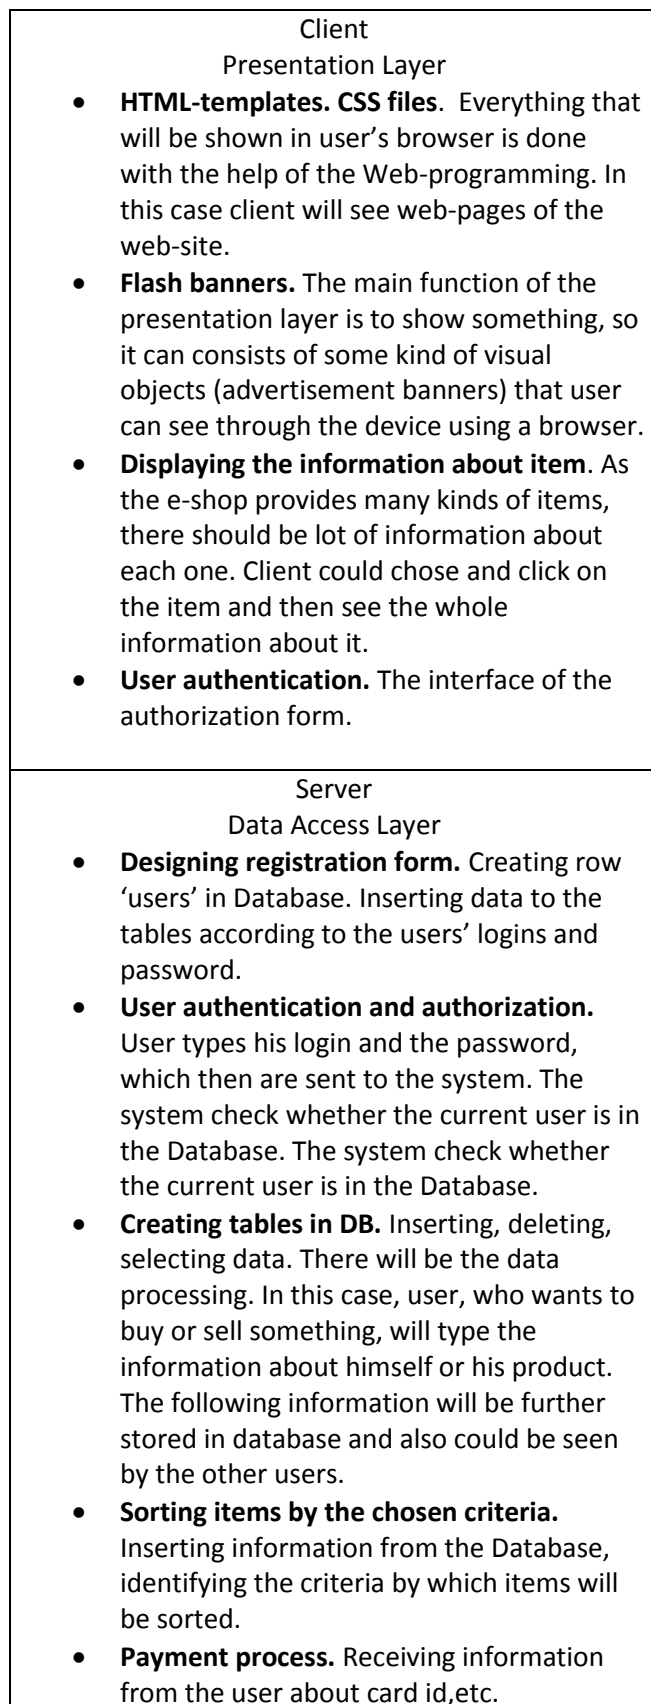 Client
Presentation Layer
• HTML-templates. CSS files. Everything that
will be shown in user’s browser is done
with the help of the Web-programming. In
this case client will see web-pages of the
web-site.
• Flash banners. The main function of the
presentation layer is to show something, so
it can consists of some kind of visual
objects (advertisement banners) that user
can see through the device using a browser.
• Displaying the information about item. As
the e-shop provides many kinds of items,
there should be lot of information about
each one. Client could chose and click on
the item and then see the whole
information about it.
• User authentication. The interface of the
authorization form.
Server
Data Access Layer
• Designing registration form. Creating row
‘users’ in Database. Inserting data to the
tables according to the users’ logins and
password.
• User authentication and authorization.
User types his login and the password,
which then are sent to the system. The
system check whether the current user is in
the Database. The system check whether
the current user is in the Database.
• Creating tables in DB. Inserting, deleting,
selecting data. There will be the data
processing. In this case, user, who wants to
buy or sell something, will type the
information about himself or his product.
The following information will be further
stored in database and also could be seen
by the other users.
• Sorting items by the chosen criteria.
Inserting information from the Database,
identifying the criteria by which items will
be sorted.
• Payment process. Receiving information
from the user about card id,etc.